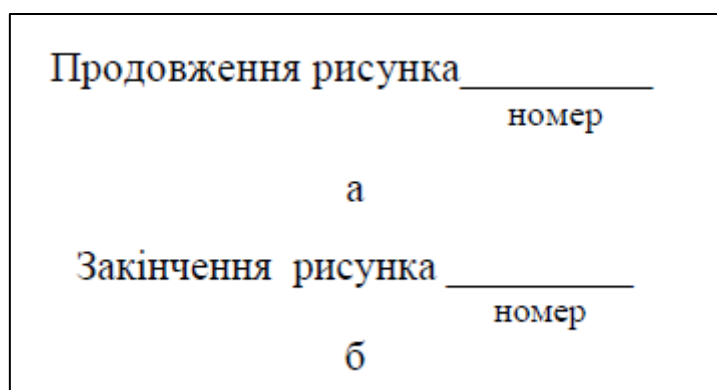 Продовження рисунка_________
номер
а
Закінчення рисунка _________
номер
б